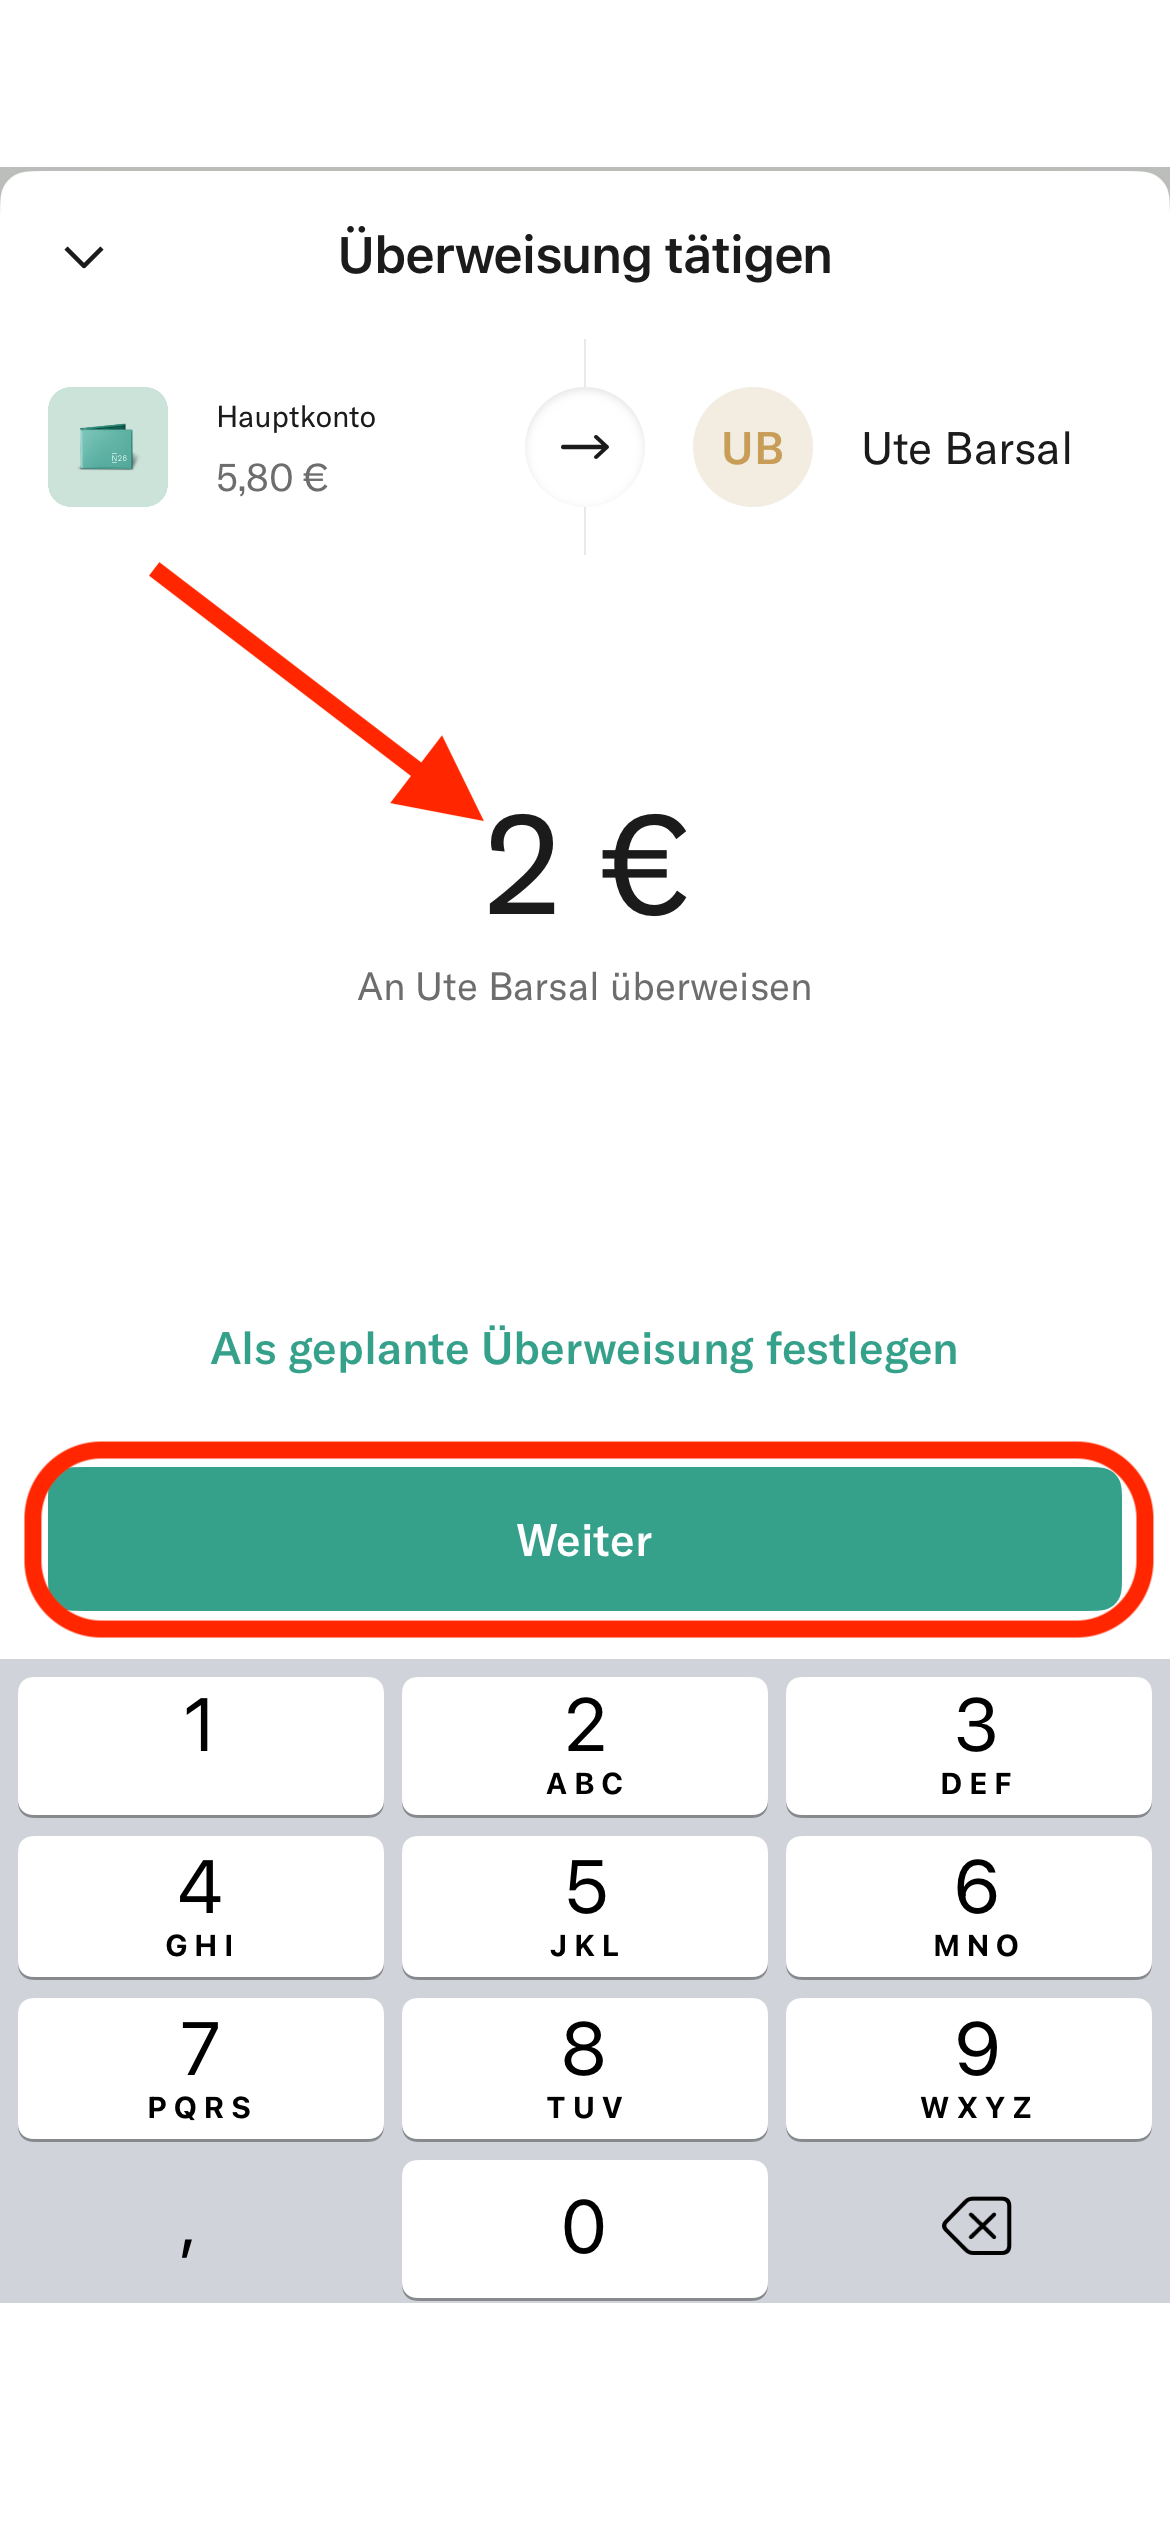 Überweisung tätigen
Hauptkonto
5,80 €
N26
UB
Ute Barsal
2 €
An Ute Barsal überweisen
Als geplante Überweisung festlegen
Weiter
1
2
ABC
3
DEF
4
GHI
5
JKL
6
MNO
7
PQRS
8
TUV
9
WXYZ
,
0